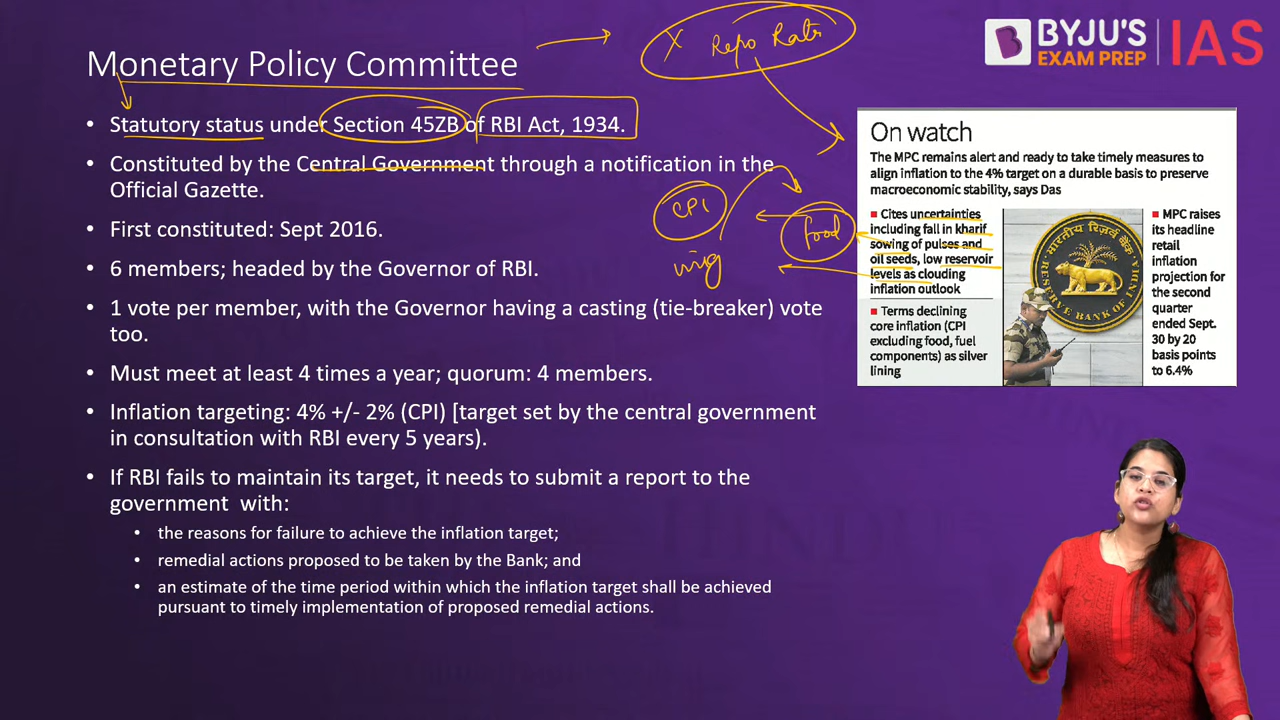 Monetary Policy Committee
X Repo Rate
BYJU'S
EXAM PREP
IAS
• Statutory status under Section 45ZB of RBI Act, 1934.
• Constituted by the Central Government through a notification in the
Official Gazette.
• First constituted: Sept 2016.
• 6 members; headed by the Governor of RBI.
• 1 vote per member, with the Governor having a casting (tie-breaker) vote
too.
• Must meet at least 4 times a year; quorum: 4 members.
• Inflation targeting: 4% +/- 2% (CPI) [target set by the central government
in consultation with RBI every 5 years).
• If RBI fails to maintain its target, it needs to submit a report to the
government with:
• the reasons for failure to achieve the inflation target;
• remedial actions proposed to be taken by the Bank; and
• an estimate of the time period within which the inflation target shall be achieved
pursuant to timely implementation of proposed remedial actions.
CPI
food
On watch
The MPC remains alert and ready to take timely measures to
align inflation to the 4% target on a durable basis to preserve
macroeconomic stability, says Das
Cites uncertainties
including fall in kharif
sowing of pulses and
oil seeds, low reservoir
levels as clouding
inflation outlook
Terms declining
core inflation (CPI
excluding food, fuel
components) as silver
lining
भारतीय रिज़र्व बैंक
RESERVE BANK OF INDIA
MPC raises
its headline
retail
inflation
projection for
the second
quarter
ended Sept.
30 by 20
basis points
to 6.4%